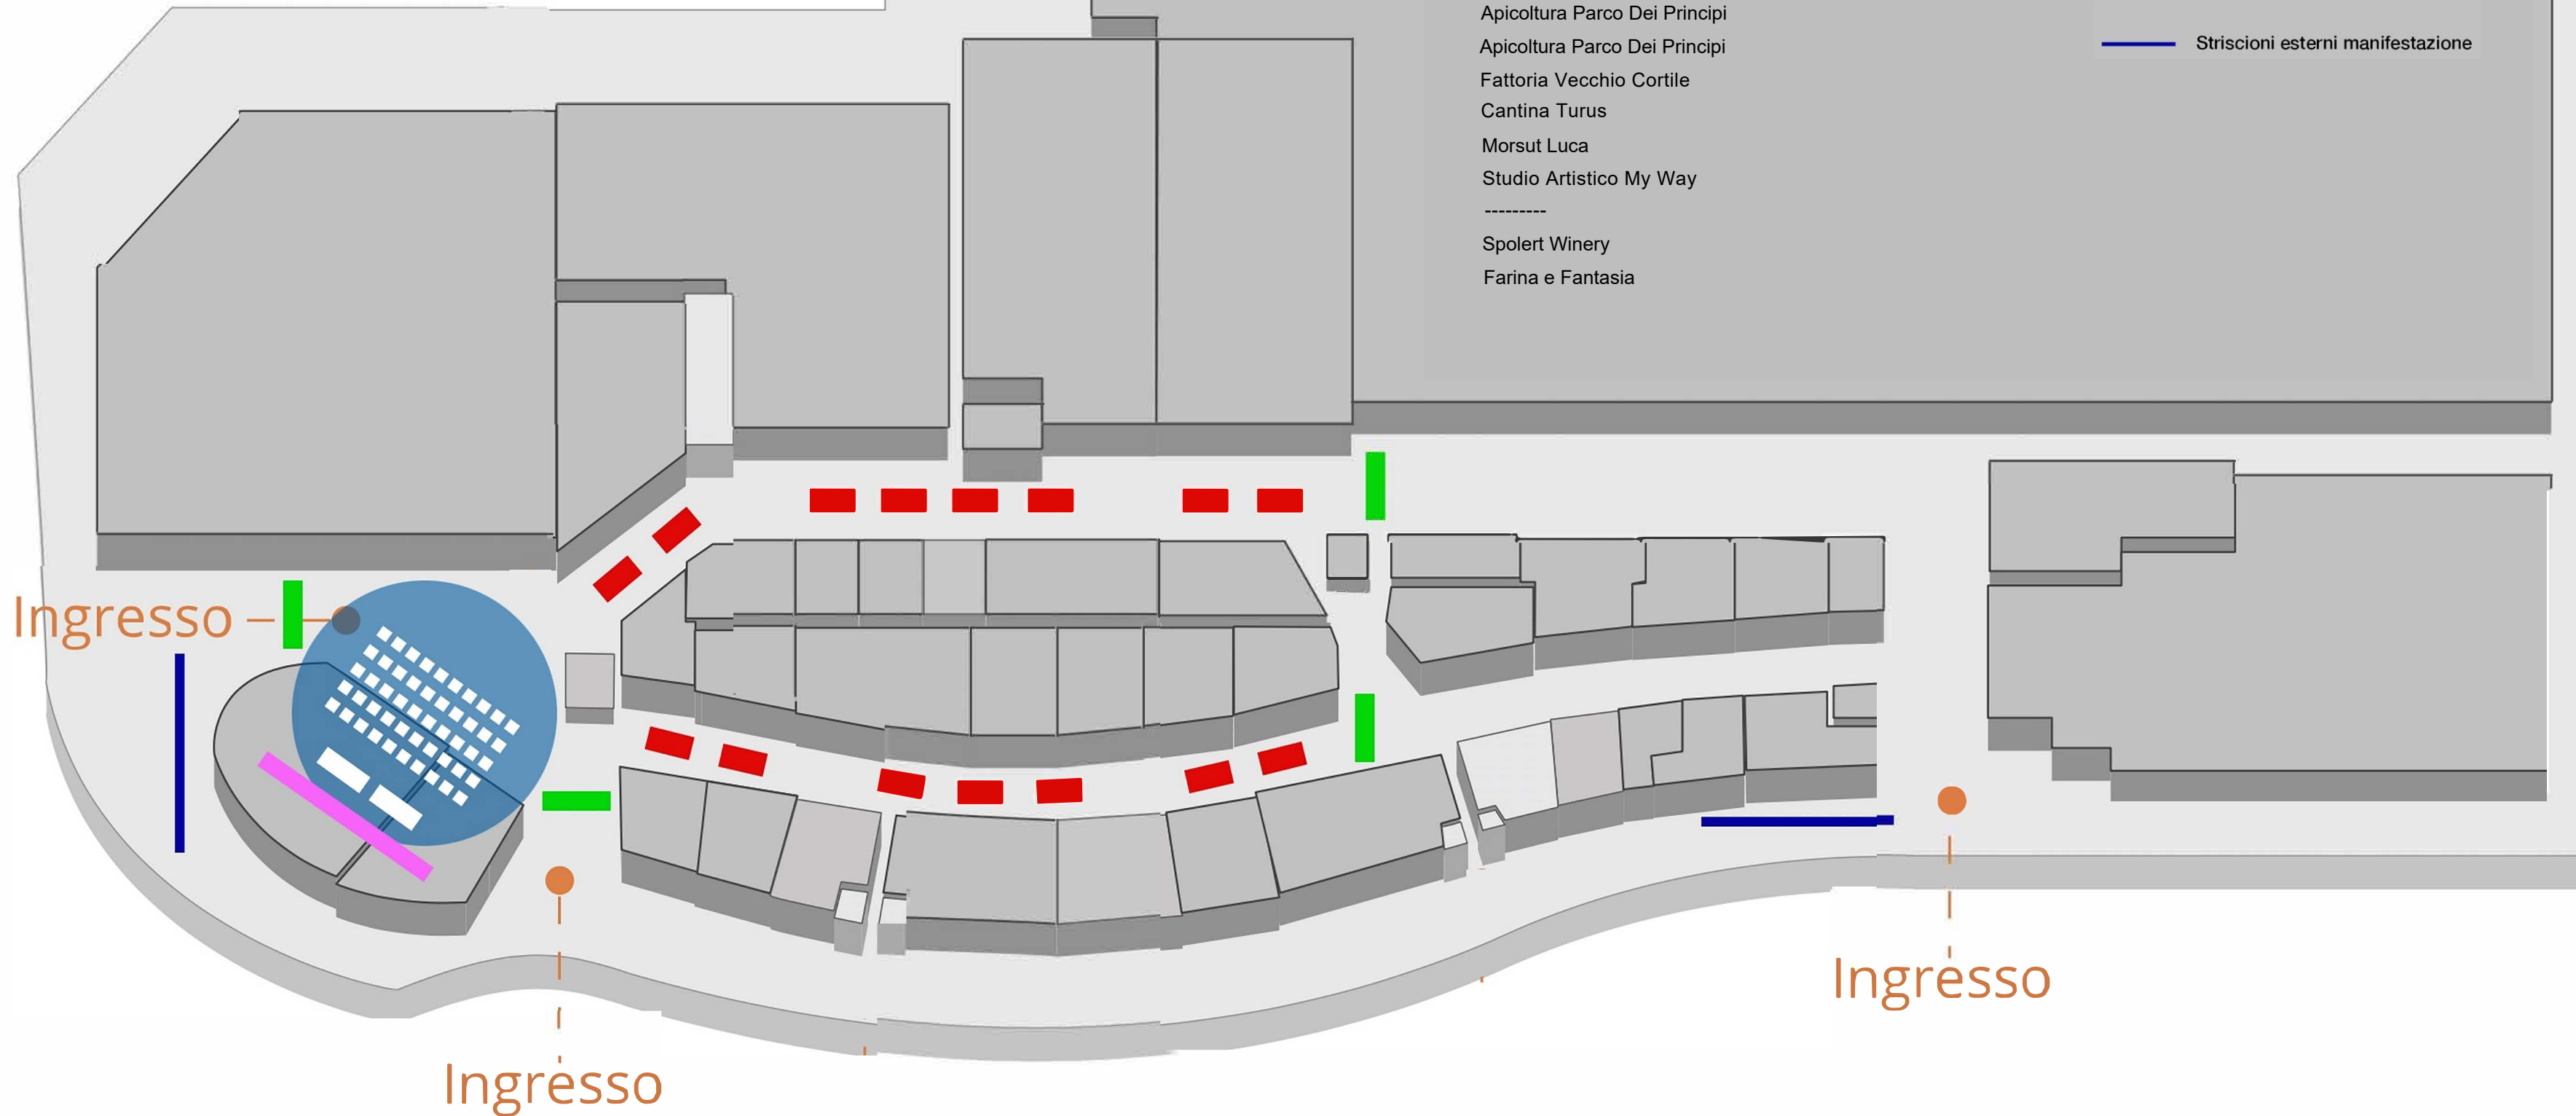 Apicoltura Parco Dei Principi
Apicoltura Parco Dei Principi
Fattoria Vecchio Cortile
Cantina Turus
Morsut Luca
Studio Artistico My Way
---------
Spolert Winery
Farina e Fantasia
Striscioni esterni manifestazione
Ingresso
Ingresso
Ingresso